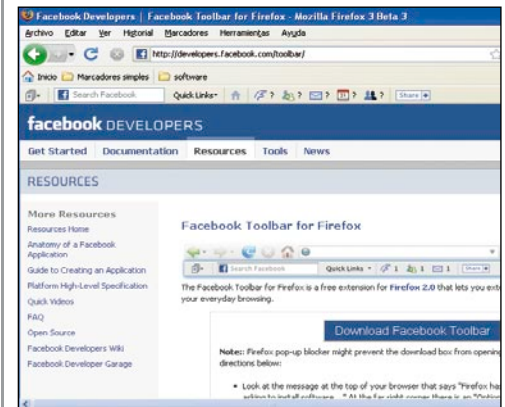 Facebook Developers | Facebook Toolbar for Firefox - Mozilla Firefox 3 Beta 3
Archivo Editar Ver Historial Marcadores Herramientas Ayuda
http://developers.facebook.com/toolbar/
Inicio Marcadores simples software
Search Facebook Quick Links ? ? ? ? ? Share +
facebook DEVELOPERS
Get Started Documentation Resources Tools News
RESOURCES
More Resources
Resources Home
Anatomy of a Facebook
Application
Guide to Creating an Application
Platform High-Level Specification
Quick Videos
FAQ
Open Source
Facebook Developers Wiki
Facebook Developer Garage
Facebook Toolbar for Firefox
Search Facebook Quick Links 1 1 1 Share +
The Facebook Toolbar for Firefox is a free extension for Firefox 2.0 that lets you
your everyday browsing.
Download Facebook Toolbar
Note: Firefox pop-up blocker might prevent the download box from opening
directions below:
Look at the message at the top of your browser that says "Firefox
asking to install software..." At the far right corner there is an